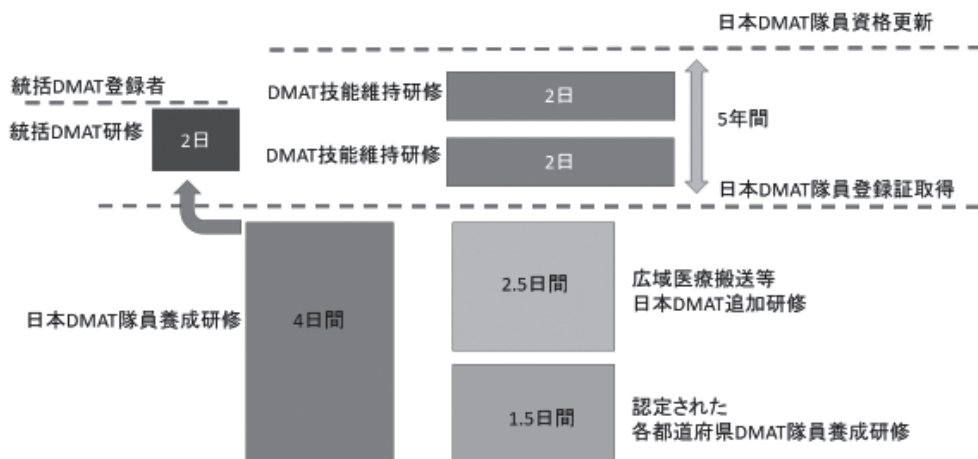 日本DMAT隊員資格更新
統括DMAT登録者
DMAT技能維持研修
2日
5年間
統括DMAT研修
2日
DMAT技能維持研修
2日
日本DMAT隊員登録証取得
2.5日間
広域医療搬送等
日本DMAT追加研修
日本DMAT隊員養成研修
4日間
1.5日間
認定された
各都道府県DMAT隊員養成研修